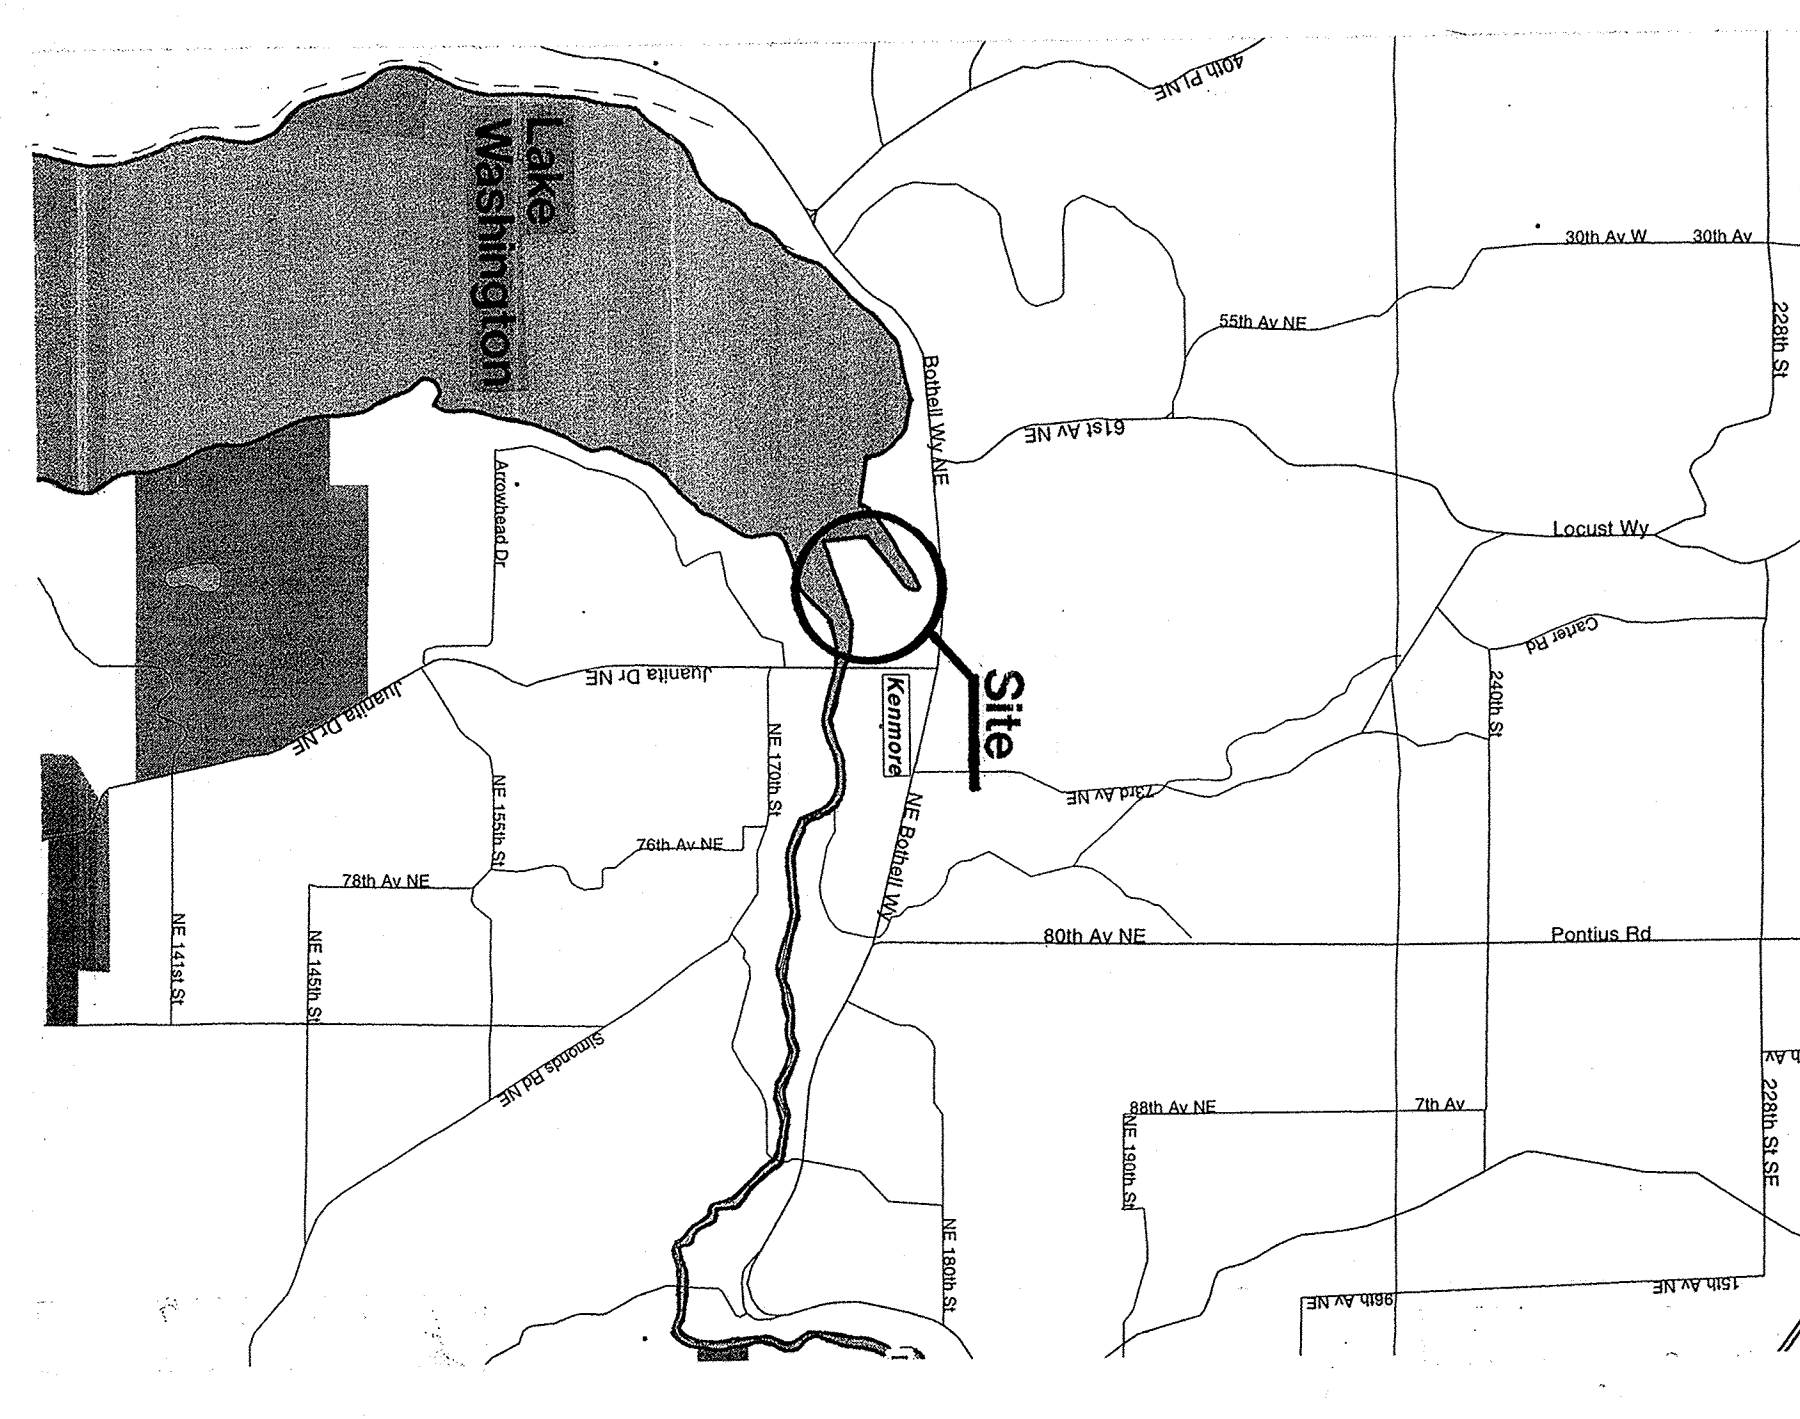 40th Pl NE
Lake
Washington
30th Av W
30th Av
228th St
55th Av NE
Bothell Wy NE
61st Av NE
Arrowhead Dr
Locust Wy
Carter Rd
Juanita Dr NE
Site
Kenmore
240th St
Juanita Dr NE
NE 170th St
73rd Av NE
NE 155th St
76th Av NE
NE Bothell Wy
78th Av NE
NE 141st St
NE 145th St
80th Av NE
Pontius Rd
Simonds Rd NE
h Av
88th Av NE
7th Av
228th St SE
NE 190th St
NE 180th St
15th Av NE
96th Av NE